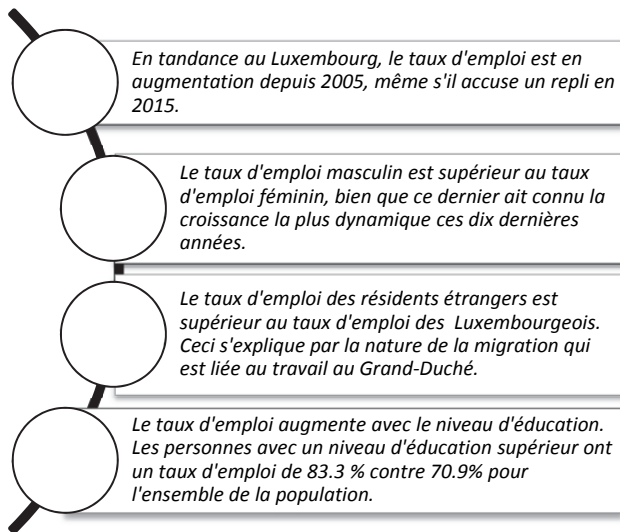 En tandance au Luxembourg, le taux d'emploi est en
augmentation depuis 2005, même s'il accuse un repli en
2015.
Le taux d'emploi masculin est supérieur au taux
d'emploi féminin, bien que ce dernier ait connu la
croissance la plus dynamique ces dix dernières
années.
Le taux d'emploi des résidents étrangers est
supérieur au taux d'emploi des Luxembourgeois.
Ceci s'explique par la nature de la migration qui
est liée au travail au Grand-Duché.
Le taux d'emploi augmente avec le niveau d'éducation.
Les personnes avec un niveau d'éducation supérieur ont
un taux d'emploi de 83.3 % contre 70.9% pour
l'ensemble de la population.